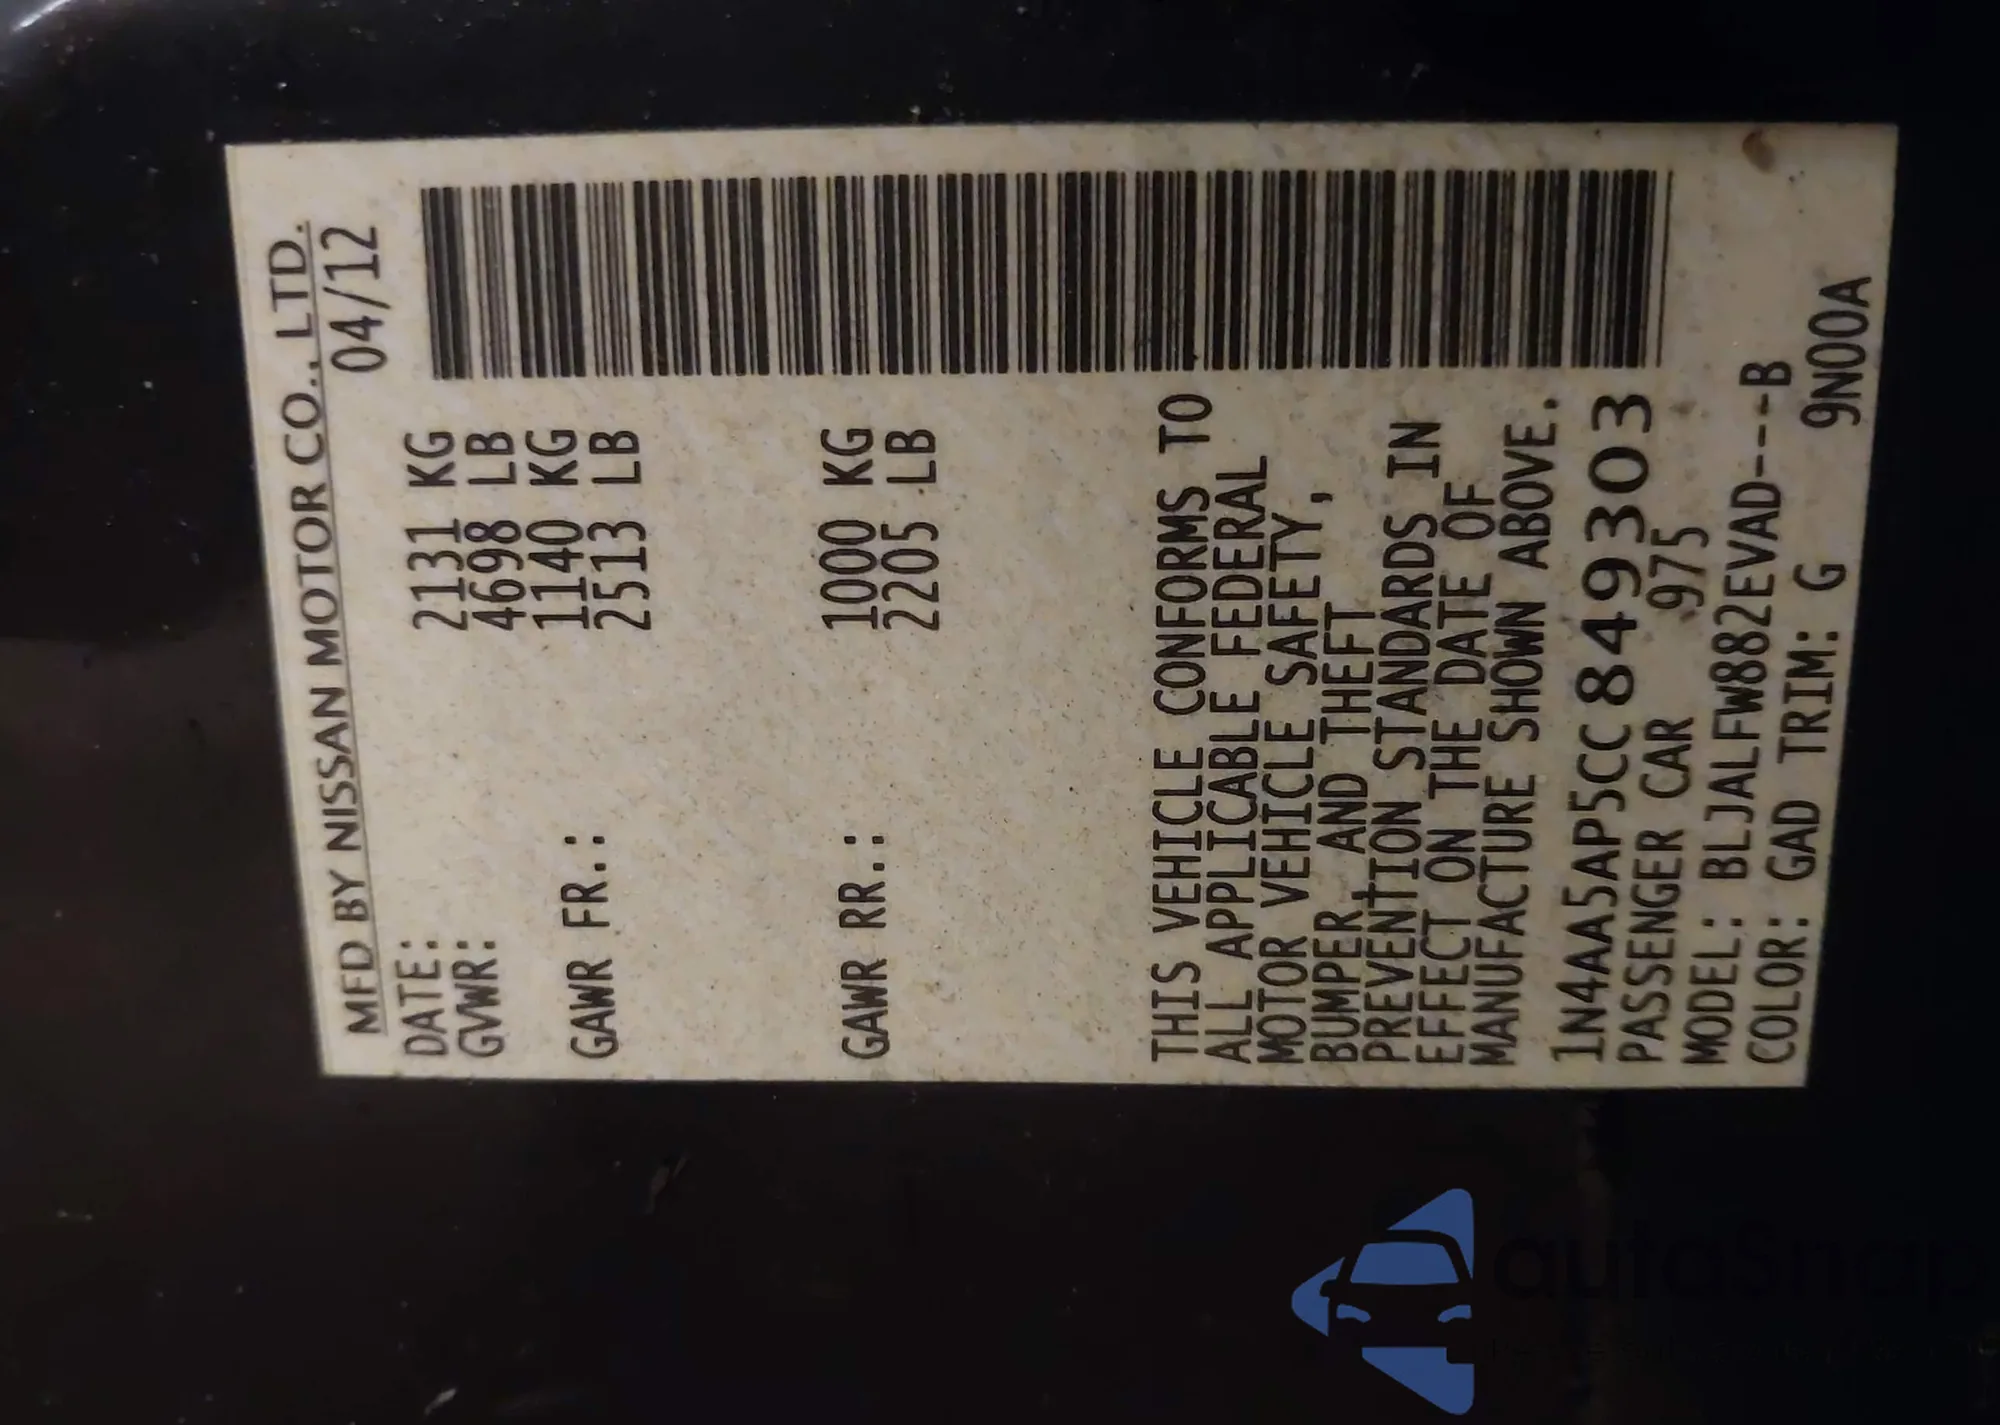 MFD BY NISSAN MOTOR CO., LTD.
DATE: 04/12
GVWR: 2131 KG
4698 LB
GAWR FR.: 1140 KG
2513 LB
GAWR RR.: 1000 KG
2205 LB
THIS VEHICLE CONFORMS TO
ALL APPLICABLE FEDERAL
MOTOR VEHICLE SAFETY,
BUMPER AND THEFT
PREVENTION STANDARDS IN
EFFECT ON THE DATE OF
MANUFACTURE SHOWN ABOVE.
1N4AA5AP5CC849303
PASSENGER CAR 975
MODEL: BLJALFW882EVAD---B
COLOR: GAD TRIM: G 9N00A
autosnap